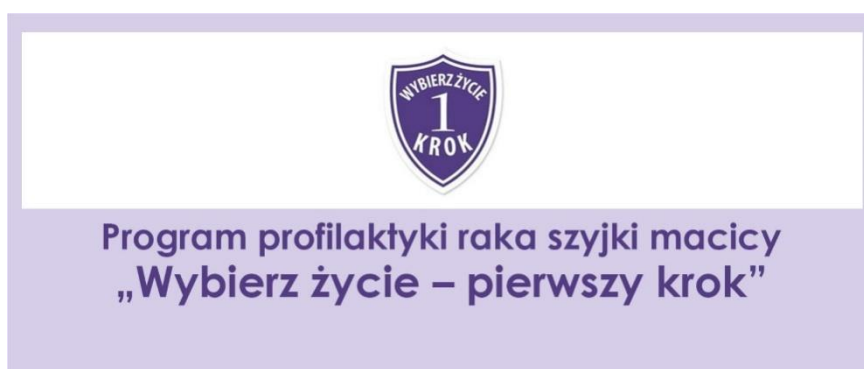 WYBIERZ ŻYCIE
1
KROK
Program profilaktyki raka szyjki macicy
„Wybierz życie – pierwszy krok”